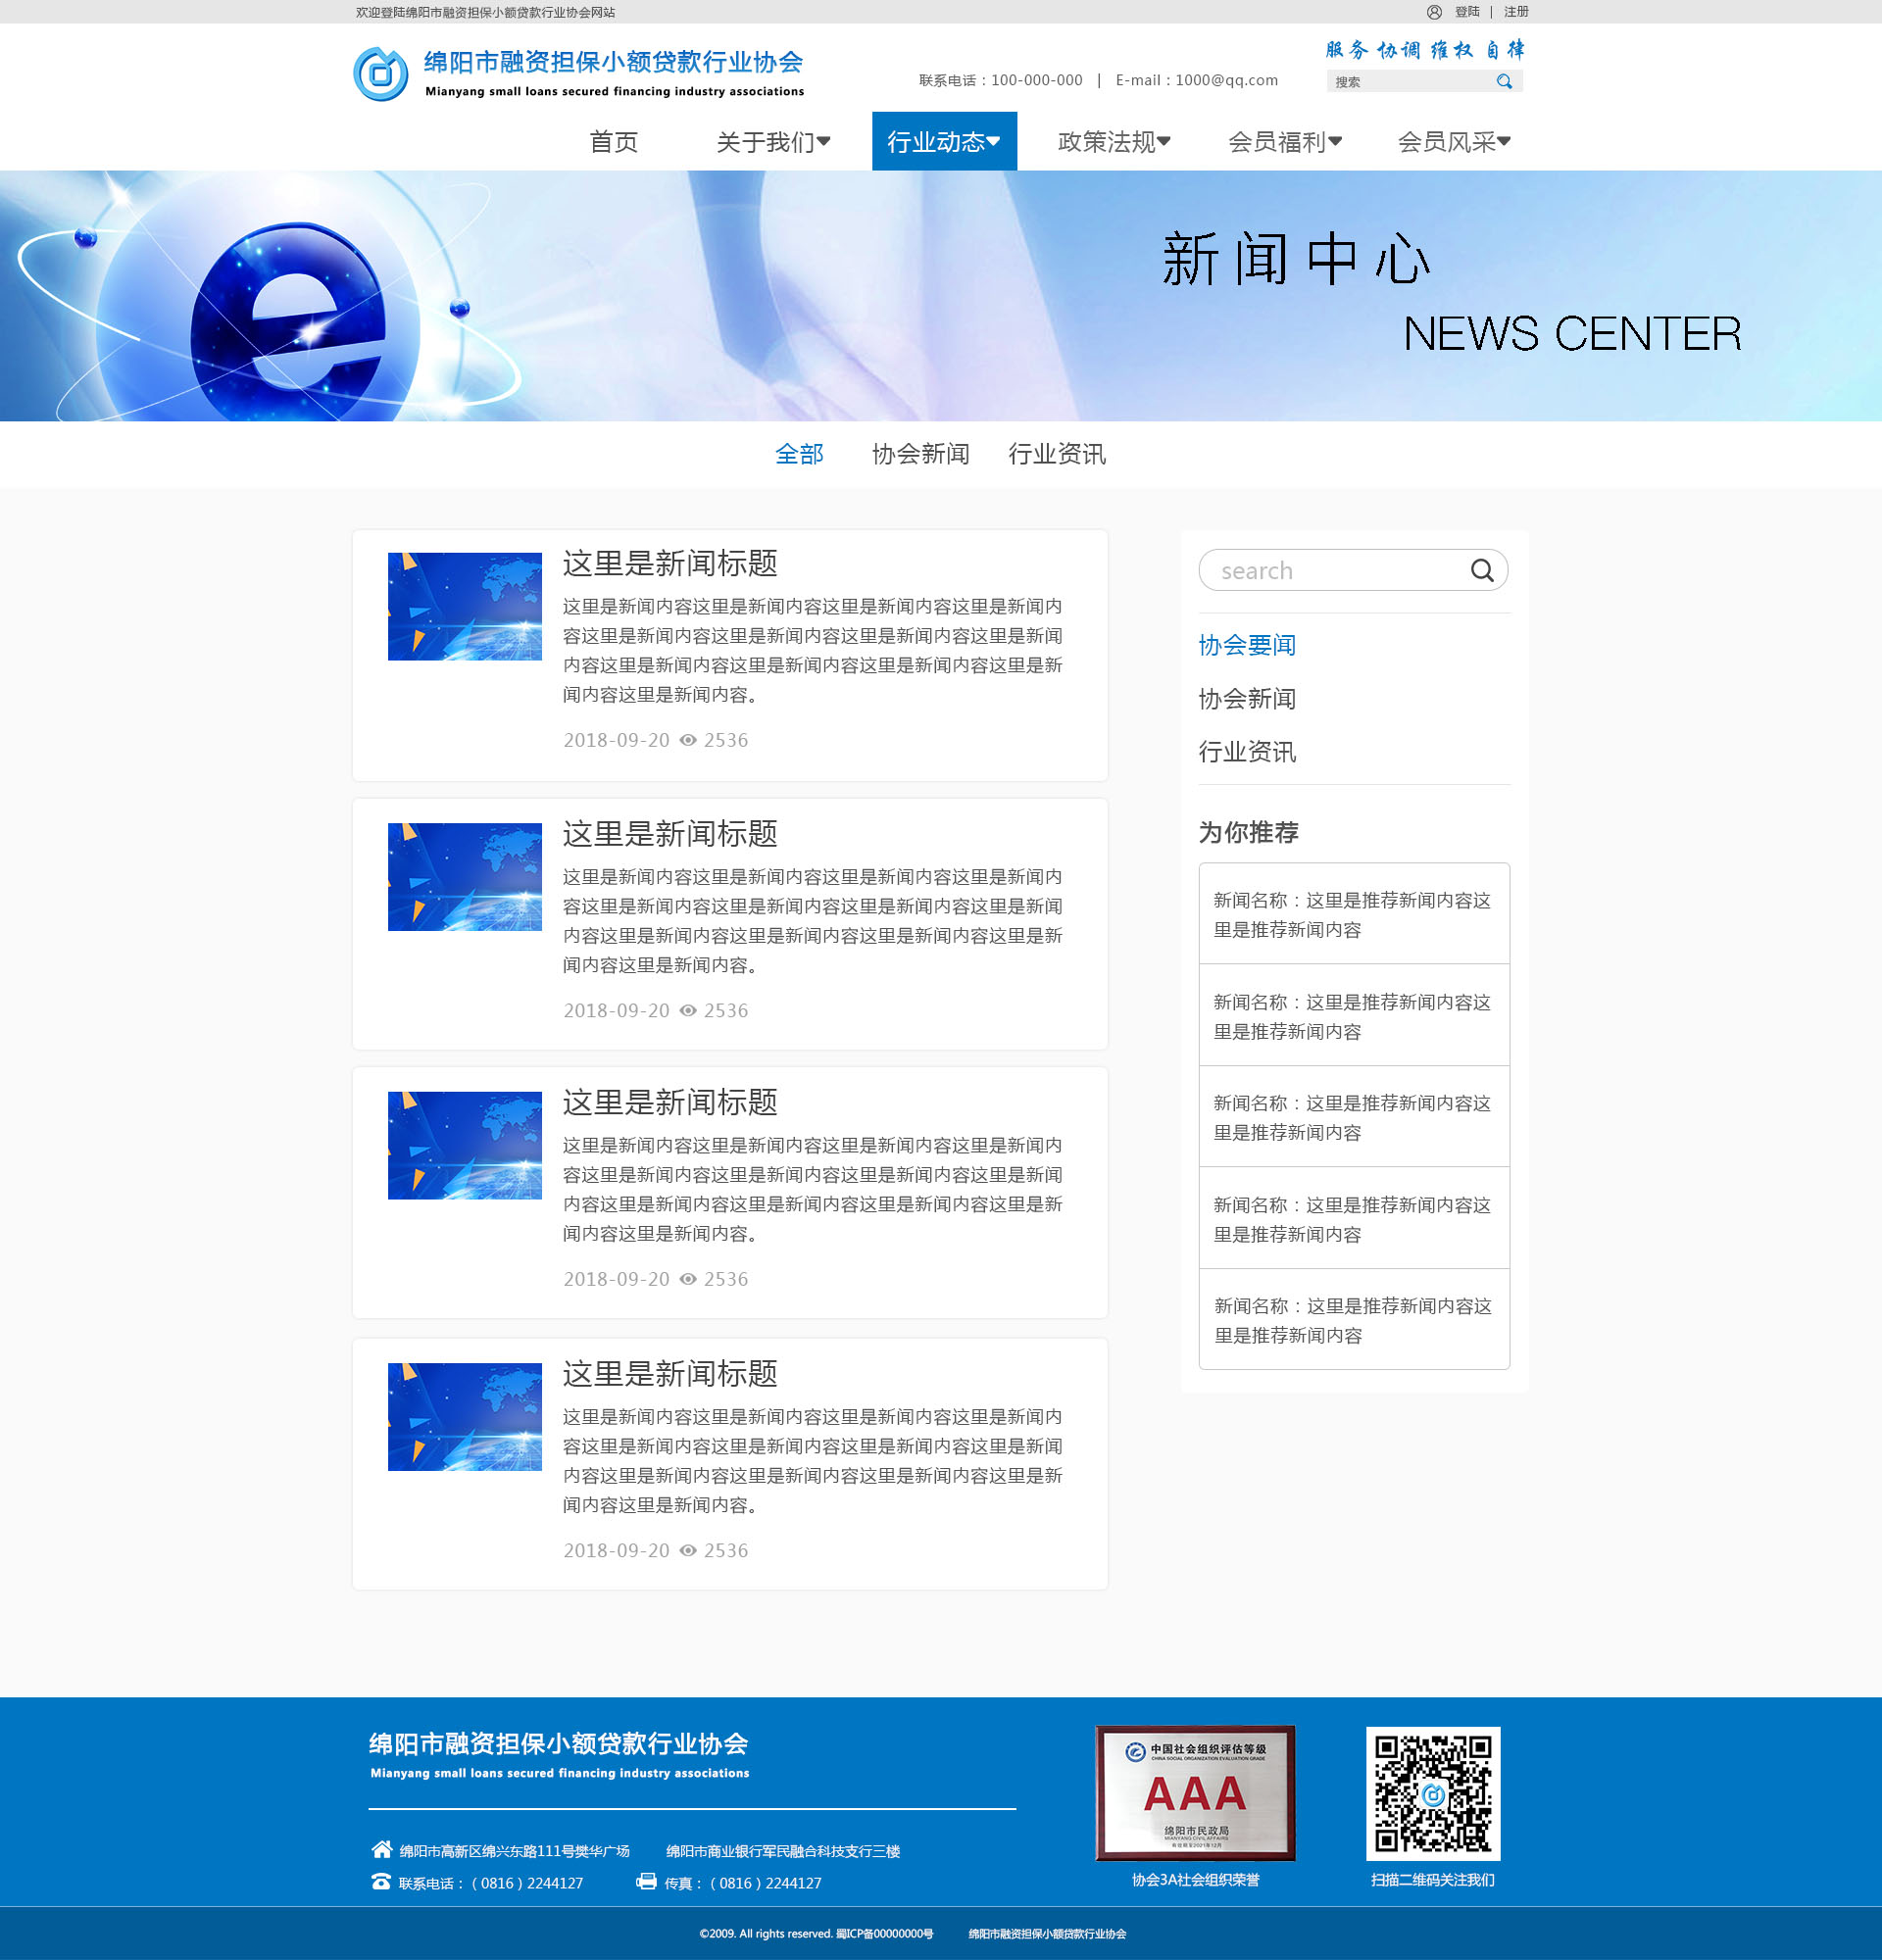 欢迎登陆绵阳市融资担保小额贷款行业协会网站
登陆 | 注册
绵阳市融资担保小额贷款行业协会
Mianyang small loans secured financing industry associations
联系电话：100-000-000 | E-mail：1000@qq.com
服务 协调 维权 自律
搜索
首页 关于我们 行业动态 政策法规 会员福利 会员风采
e
新闻中心
NEWS CENTER
全部 协会新闻 行业资讯
这里是新闻标题
这里是新闻内容这里是新闻内容这里是新闻内容这里是新闻内
容这里是新闻内容这里是新闻内容这里是新闻内容这里是新闻
内容这里是新闻内容这里是新闻内容这里是新闻内容这里是新
闻内容这里是新闻内容。
2018-09-20 2536
这里是新闻标题
这里是新闻内容这里是新闻内容这里是新闻内容这里是新闻内
容这里是新闻内容这里是新闻内容这里是新闻内容这里是新闻
内容这里是新闻内容这里是新闻内容这里是新闻内容这里是新
闻内容这里是新闻内容。
2018-09-20 2536
这里是新闻标题
这里是新闻内容这里是新闻内容这里是新闻内容这里是新闻内
容这里是新闻内容这里是新闻内容这里是新闻内容这里是新闻
内容这里是新闻内容这里是新闻内容这里是新闻内容这里是新
闻内容这里是新闻内容。
2018-09-20 2536
这里是新闻标题
这里是新闻内容这里是新闻内容这里是新闻内容这里是新闻内
容这里是新闻内容这里是新闻内容这里是新闻内容这里是新闻
内容这里是新闻内容这里是新闻内容这里是新闻内容这里是新
闻内容这里是新闻内容。
2018-09-20 2536
search
协会要闻
协会新闻
行业资讯
为你推荐
新闻名称：这里是推荐新闻内容这
里是推荐新闻内容
新闻名称：这里是推荐新闻内容这
里是推荐新闻内容
新闻名称：这里是推荐新闻内容这
里是推荐新闻内容
新闻名称：这里是推荐新闻内容这
里是推荐新闻内容
新闻名称：这里是推荐新闻内容这
里是推荐新闻内容
绵阳市融资担保小额贷款行业协会
Mianyang small loans secured financing industry associations
绵阳市高新区绵兴东路111号樊华广场 绵阳市商业银行军民融合科技支行三楼
联系电话：（0816）2244127 传真：（0816）2244127
中国社会组织评估等级
CHINA SOCIAL ORGANIZATION EVALUATION GRADE
AAA
绵阳市民政局
MIANYANG CIVIL AFFAIRS
有效期至2021年12月
协会3A社会组织荣誉
扫描二维码关注我们
©2009. All rights reserved. 蜀ICP备00000000号 绵阳市融资担保小额贷款行业协会